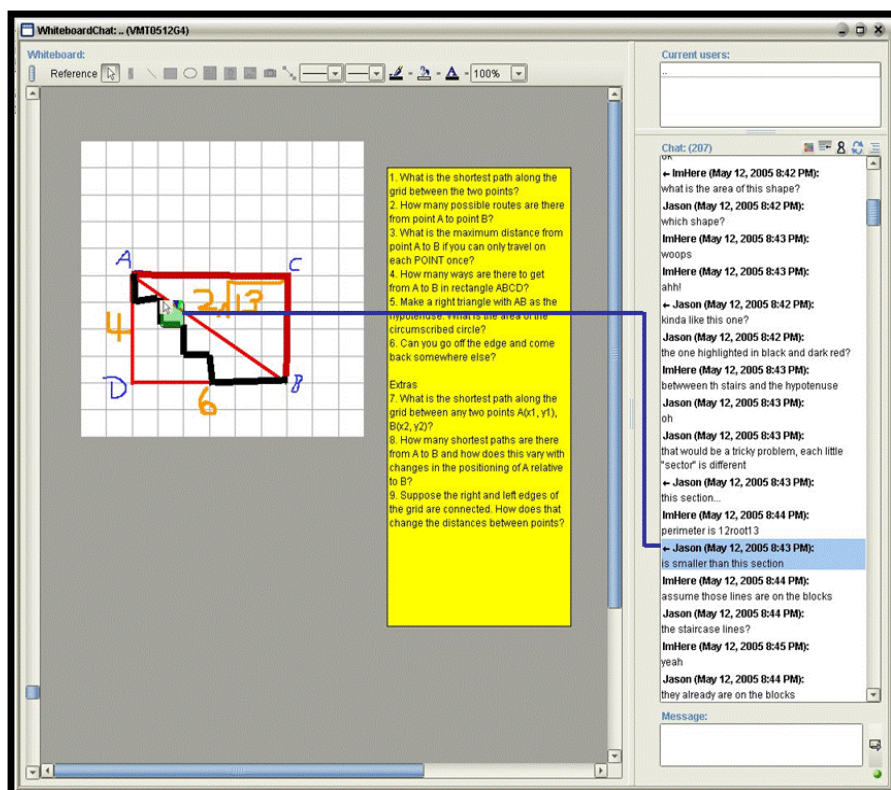 WhiteboardChat: .. (VMT0512G4)
Whiteboard:
Reference
100%
A
C
2√13
4
D
6
B
1. What is the shortest path along the
grid between the two points?
2. How many possible routes are there
from point A to point B?
3. What is the maximum distance from
point A to B if you can only travel on
each POINT once?
4. How many ways are there to get
from A to B in rectangle ABCD?
5. Make a right triangle with AB as the
hypotenuse. What is the area of the
circumscribed circle?
6. Can you go off the edge and come
back somewhere else?
Extras
7. What is the shortest path along the
grid between any two points A(x1, y1),
B(x2, y2)?
8. How many shortest paths are there
from A to B and how does this vary with
changes in the positioning of A relative
to B?
9. Suppose the right and left edges of
the grid are connected. How does that
change the distances between points?
Current users:
..
Chat: (207)
ok
← ImHere (May 12, 2005 8:42 PM):
what is the area of this shape?
Jason (May 12, 2005 8:42 PM):
which shape?
ImHere (May 12, 2005 8:43 PM):
woops
ImHere (May 12, 2005 8:43 PM):
ahh!
← Jason (May 12, 2005 8:42 PM):
kinda like this one?
Jason (May 12, 2005 8:42 PM):
the one highlighted in black and dark red?
ImHere (May 12, 2005 8:43 PM):
betwween th stairs and the hypotenuse
Jason (May 12, 2005 8:43 PM):
oh
Jason (May 12, 2005 8:43 PM):
that would be a tricky problem, each little
"sector" is different
← Jason (May 12, 2005 8:43 PM):
this section...
ImHere (May 12, 2005 8:44 PM):
perimeter is 12root13
← Jason (May 12, 2005 8:43 PM):
is smaller than this section
ImHere (May 12, 2005 8:44 PM):
assume those lines are on the blocks
Jason (May 12, 2005 8:44 PM):
the staircase lines?
ImHere (May 12, 2005 8:45 PM):
yeah
Jason (May 12, 2005 8:44 PM):
they already are on the blocks
Message: